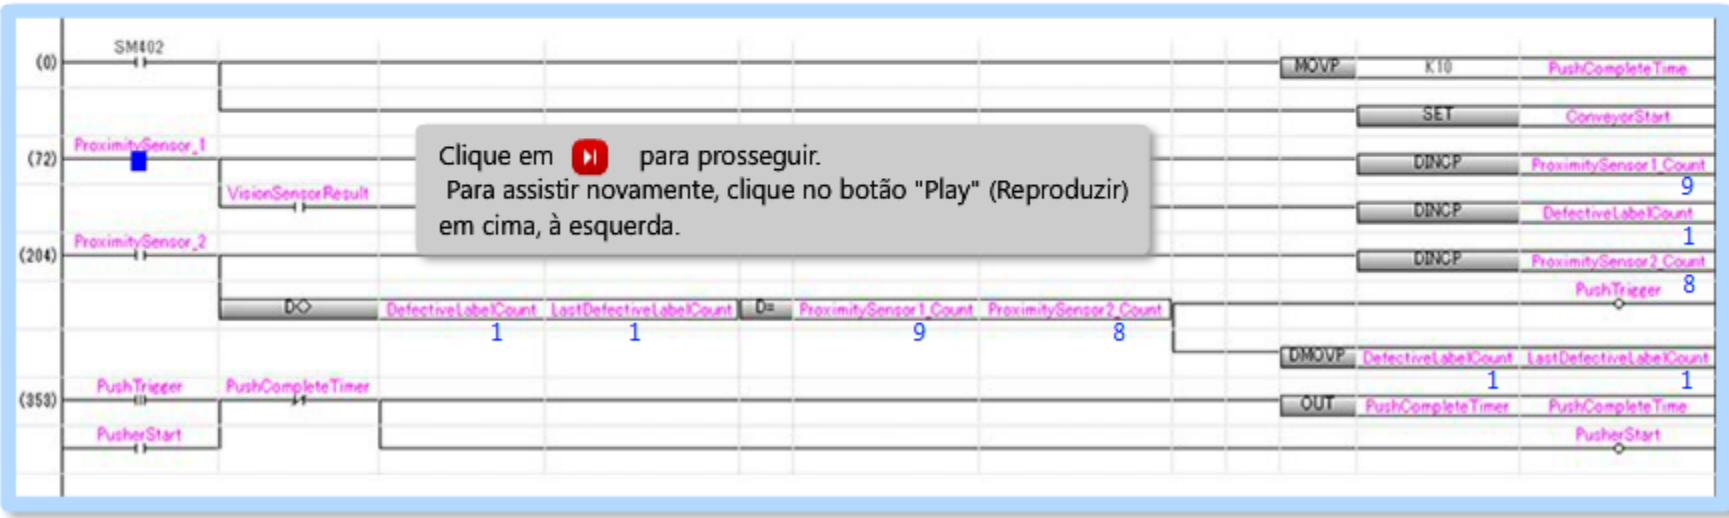 SM402
(0) MOVP K10 PushCompleteTime
SET ConveyorStart
ProximitySensor_1
(72) DINCP ProximitySensor1_Count
9
VisionSensorResult
DINCP DefectiveLabelCount
1
ProximitySensor_2
(204) DINCP ProximitySensor2_Count
8
PushTrigger
D<> DefectiveLabelCount LastDefectiveLabelCount D= ProximitySensor1_Count ProximitySensor2_Count
1 1 9 8
DMOVP DefectiveLabelCount LastDefectiveLabelCount
1 1
PushTrigger PushCompleteTimer
(353) OUT PushCompleteTimer PushCompleteTime
PusherStart PusherStart
Clique em para prosseguir.
Para assistir novamente, clique no botão "Play" (Reproduzir)
em cima, à esquerda.